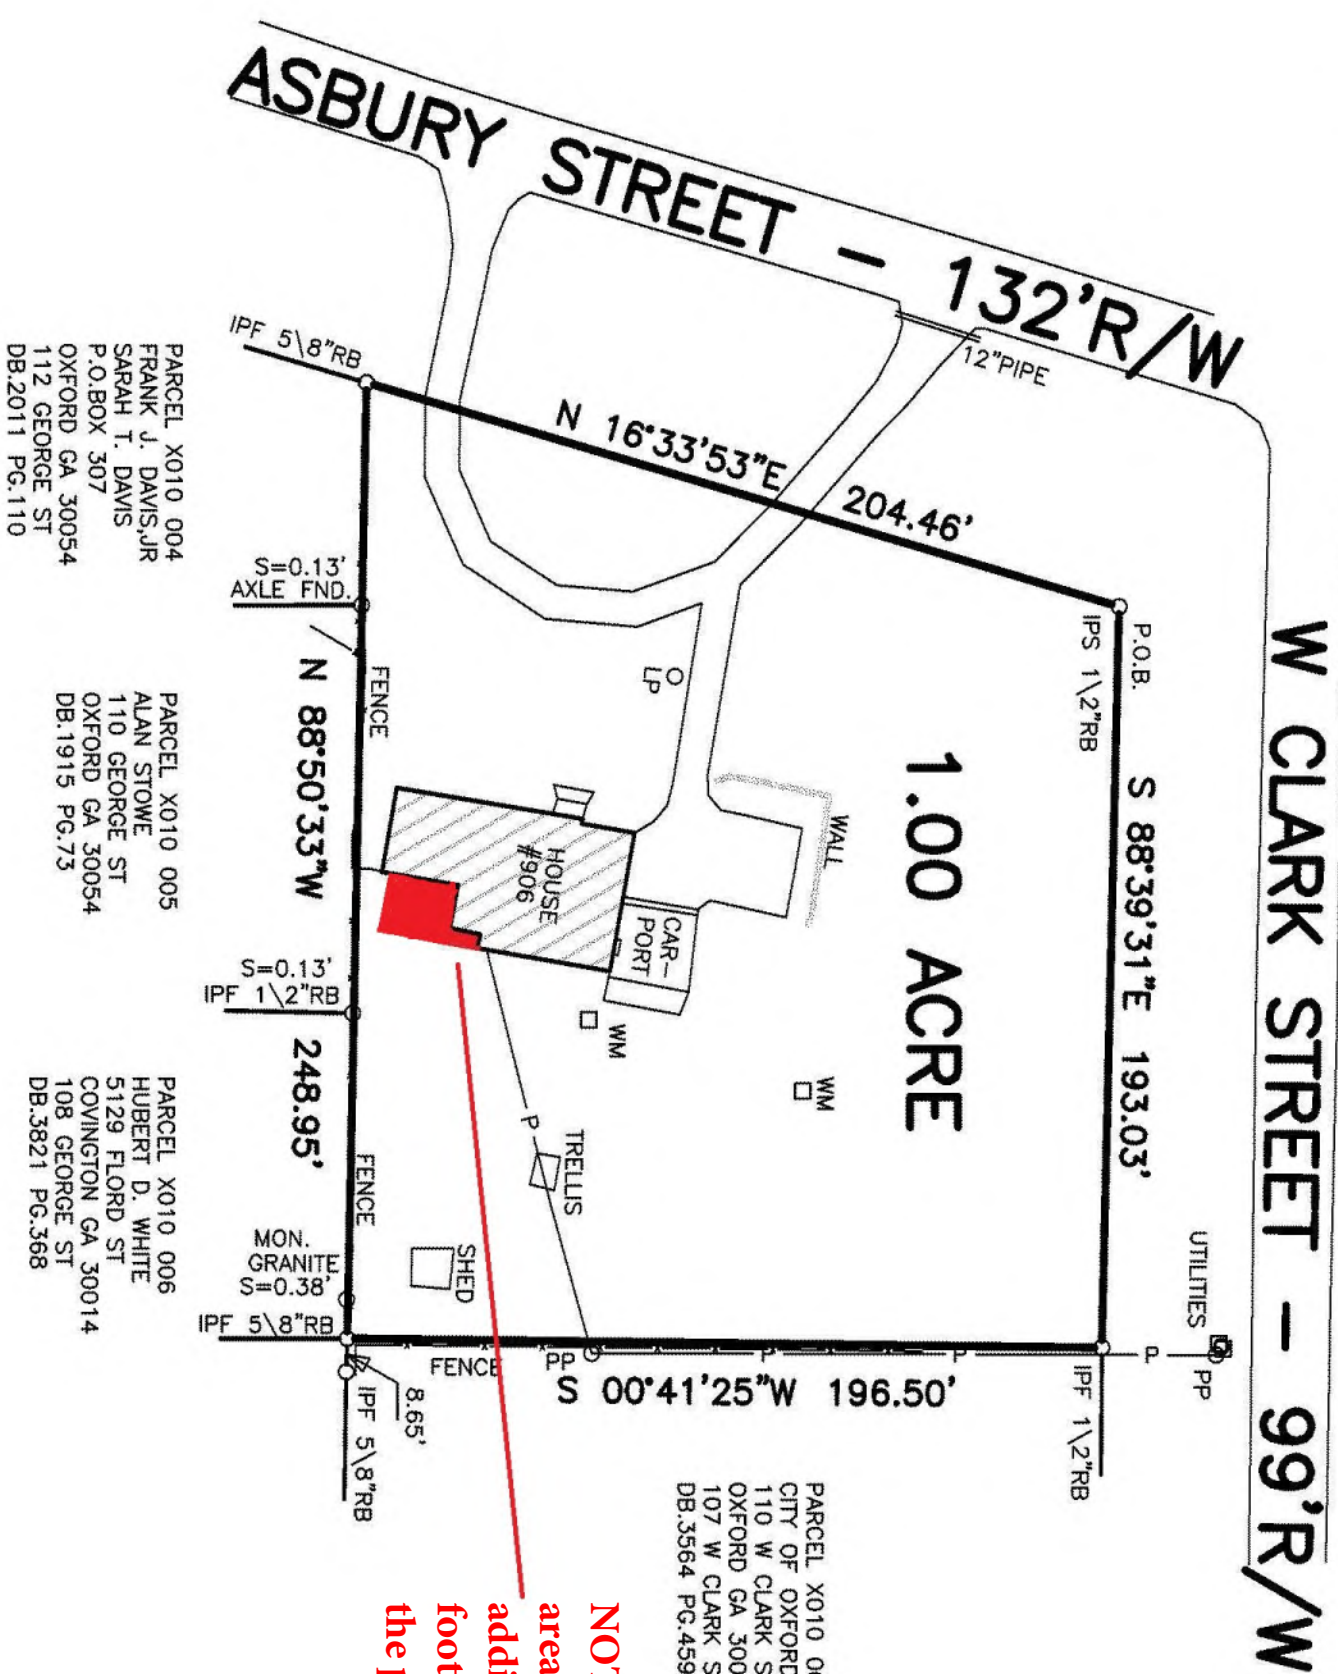 ASBURY STREET - 132'R/W
W CLARK STREET - 99'R/W
12"PIPE
IPF 5\8"RB
N 16°33'53"E 204.46'
P.O.B.
IPS 1\2"RB
S 88°39'31"E 193.03'
UTILITIES
PP
P
IPF 1\2"RB
1.00 ACRE
WALL
LP
HOUSE
#906
CAR-
PORT
WM
WM
P
TRELLIS
SHED
S=0.13'
AXLE FND.
FENCE
N 88°50'33"W 248.95'
S=0.13'
IPF 1\2"RB
FENCE
MON.
GRANITE
S=0.38'
IPF 5\8"RB
FENCE
PP
P
P
S 00°41'25"W 196.50'
8.65'
IPF 5\8"RB
PARCEL X010 004
FRANK J. DAVIS,JR
SARAH T. DAVIS
P.O.BOX 307
OXFORD GA 30054
112 GEORGE ST
DB.2011 PG.110
PARCEL X010 005
ALAN STOWE
110 GEORGE ST
OXFORD GA 30054
DB.1915 PG.73
PARCEL X010 006
HUBERT D. WHITE
5129 FLORD ST
COVINGTON GA 30014
108 GEORGE ST
DB.3821 PG.368
PARCEL X010
CITY OF OXFORD
110 W CLARK S
OXFORD GA 300
107 W CLARK S
DB.3564 PG.459
NO
area
addi
foot
the